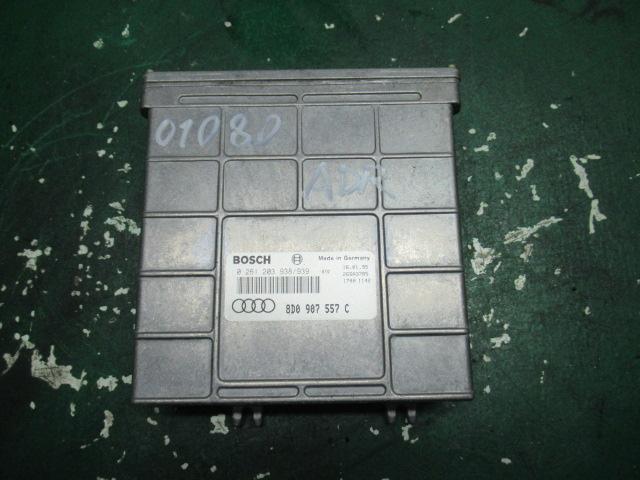 01080
ADR
BOSCH Made in Germany
0 261 203 938/939
8D0 907 557 C